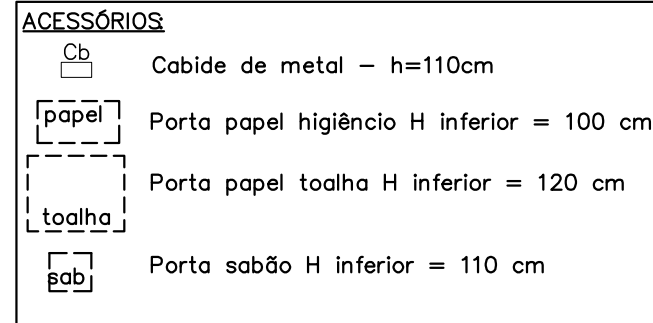 ACESSÓRIOS:
Cb
Cabide de metal – h=110cm
papel
Porta papel higiêncio H inferior = 100 cm
Porta papel toalha H inferior = 120 cm
toalha
sab
Porta sabão H inferior = 110 cm